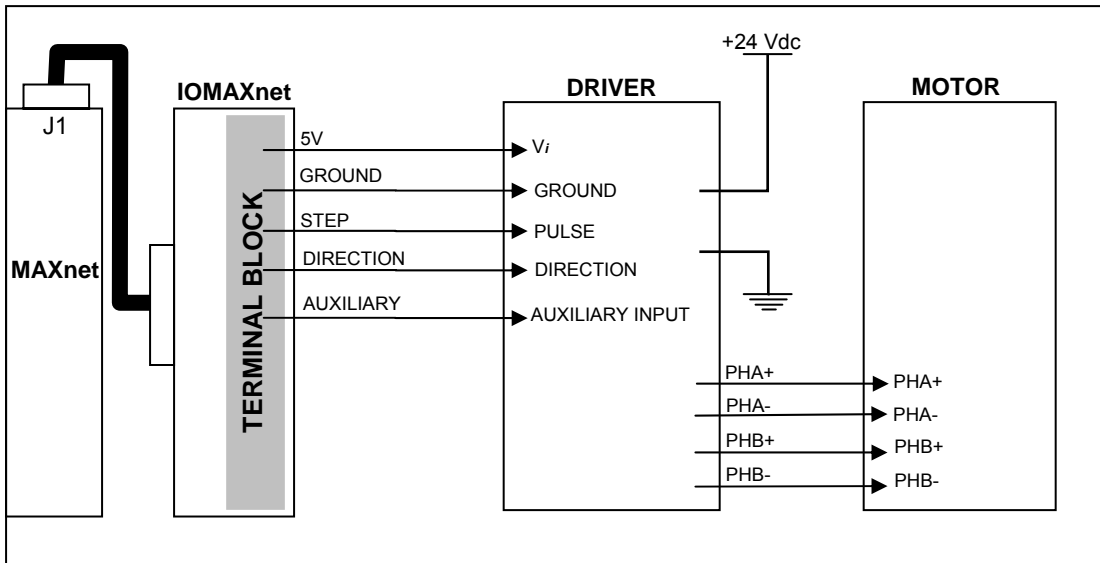 +24 Vdc
IOMAXnet
DRIVER
MOTOR
J1
MAXnet
TERMINAL BLOCK
5V
GROUND
STEP
DIRECTION
AUXILIARY
Vi
GROUND
PULSE
DIRECTION
AUXILIARY INPUT
PHA+
PHA-
PHB+
PHB-
PHA+
PHA-
PHB+
PHB-